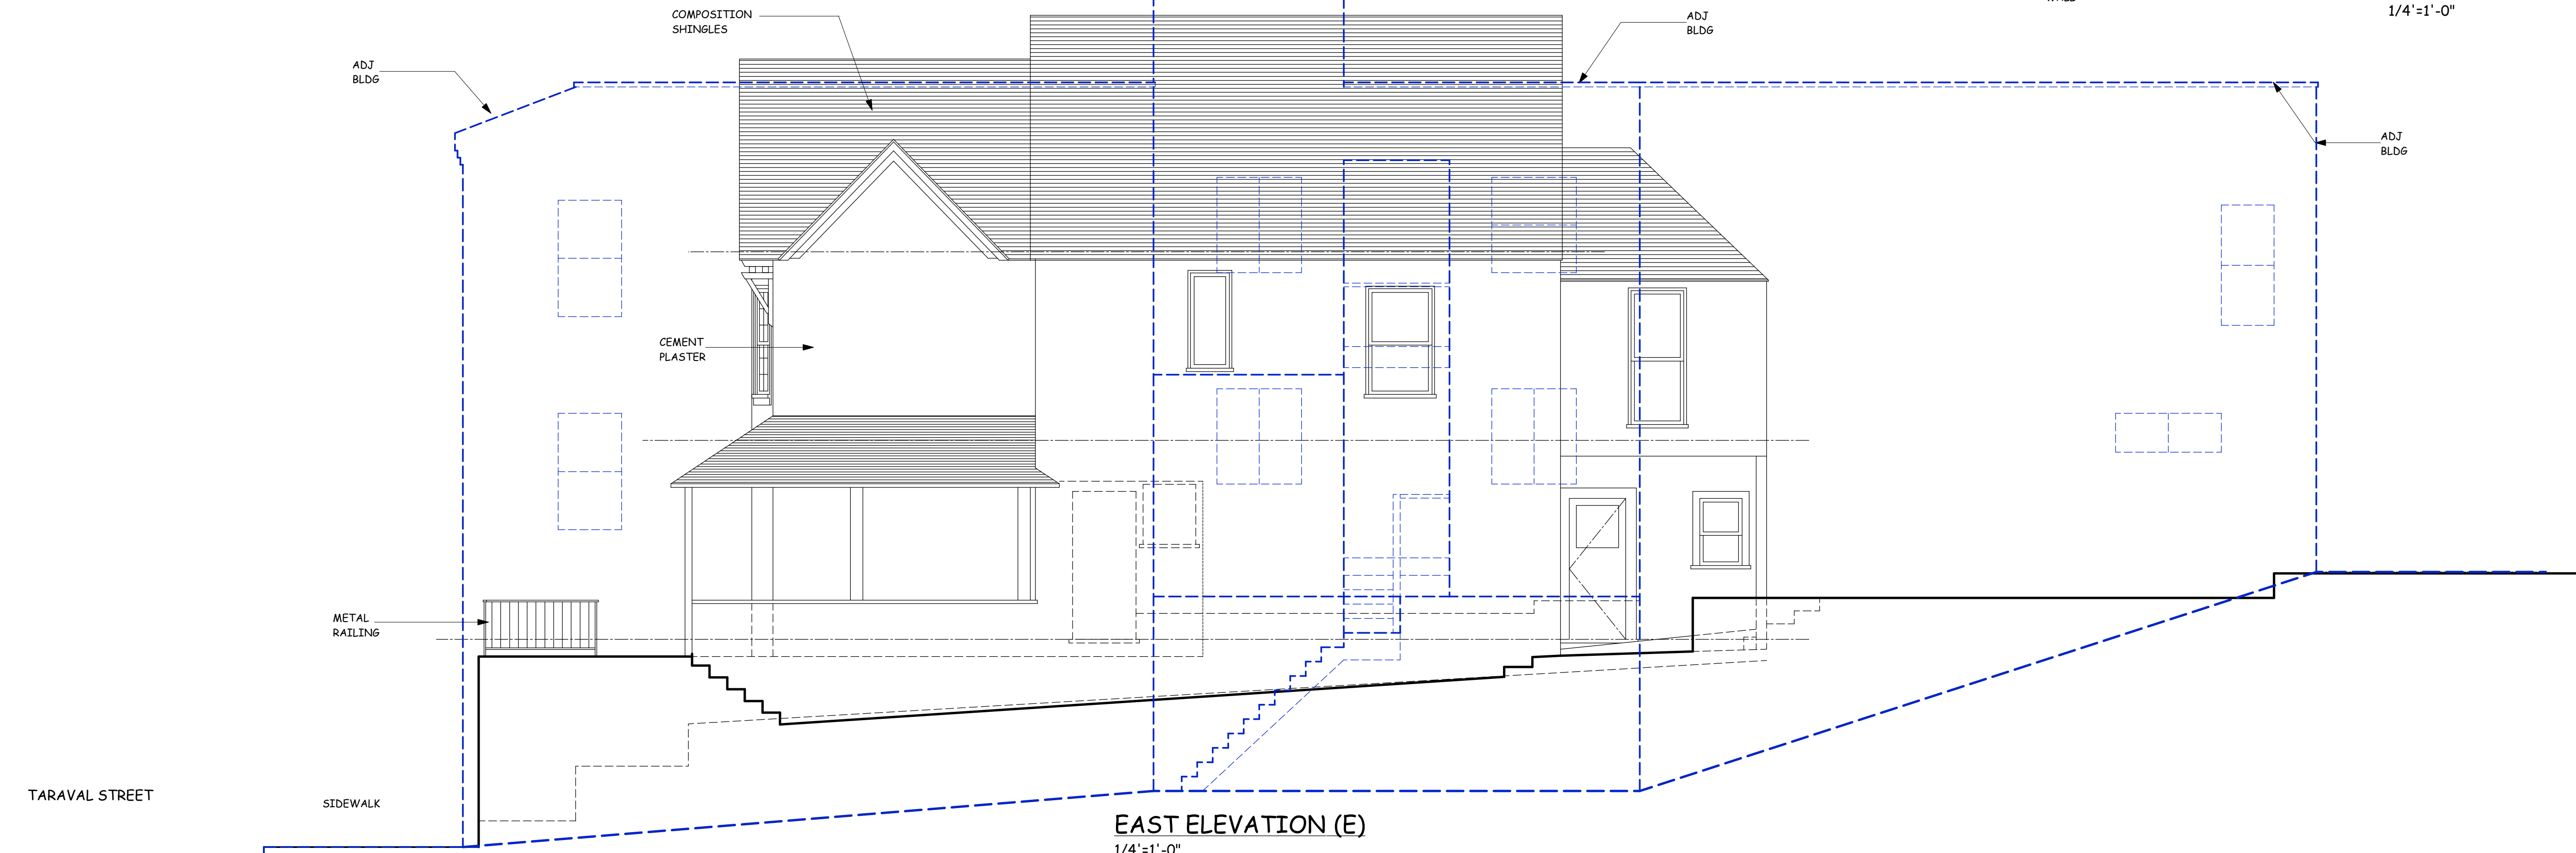 COMPOSITION
SHINGLES
ADJ
BLDG
1/4'=1'-0"
ADJ
BLDG
ADJ
BLDG
CEMENT
PLASTER
METAL
RAILING
TARAVAL STREET
SIDEWALK
EAST ELEVATION (E)
1/4'=1'-0"